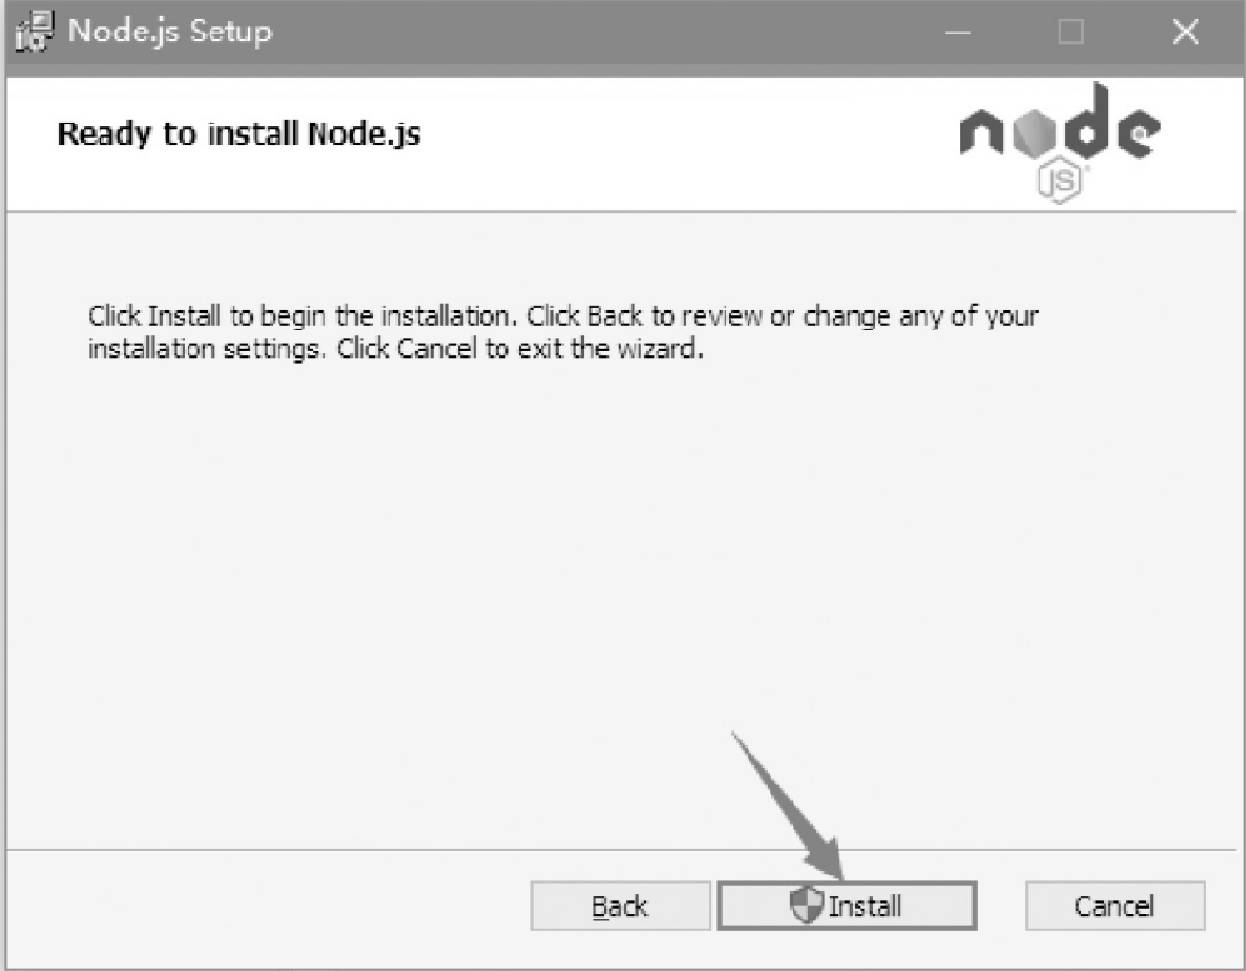 Node.js Setup
Ready to install Node.js
node
JS
Click Install to begin the installation. Click Back to review or change any of your
installation settings. Click Cancel to exit the wizard.
Back
Install
Cancel